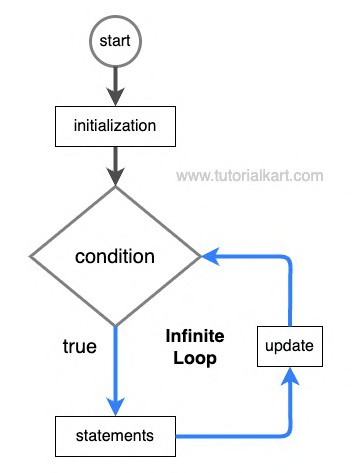 start
initialization
www.tutorialkart.com
condition
true
Infinite
Loop
update
statements